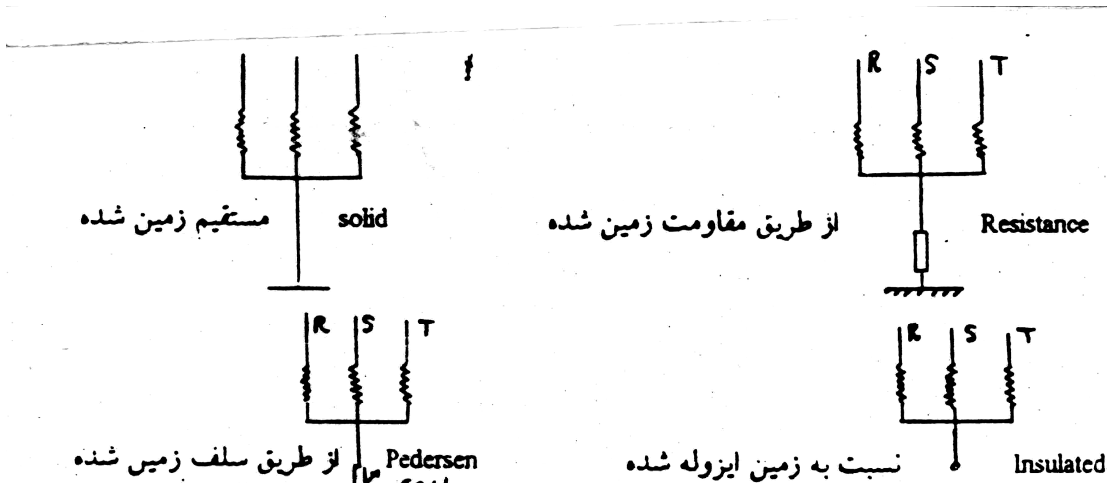 R S T
مستقیم زمین شده solid
از طریق مقاومت زمین شده Resistance
R S T
R S T
از طریق سلف زمین شده Pedersen
نسبت به زمین ایزوله شده Insulated